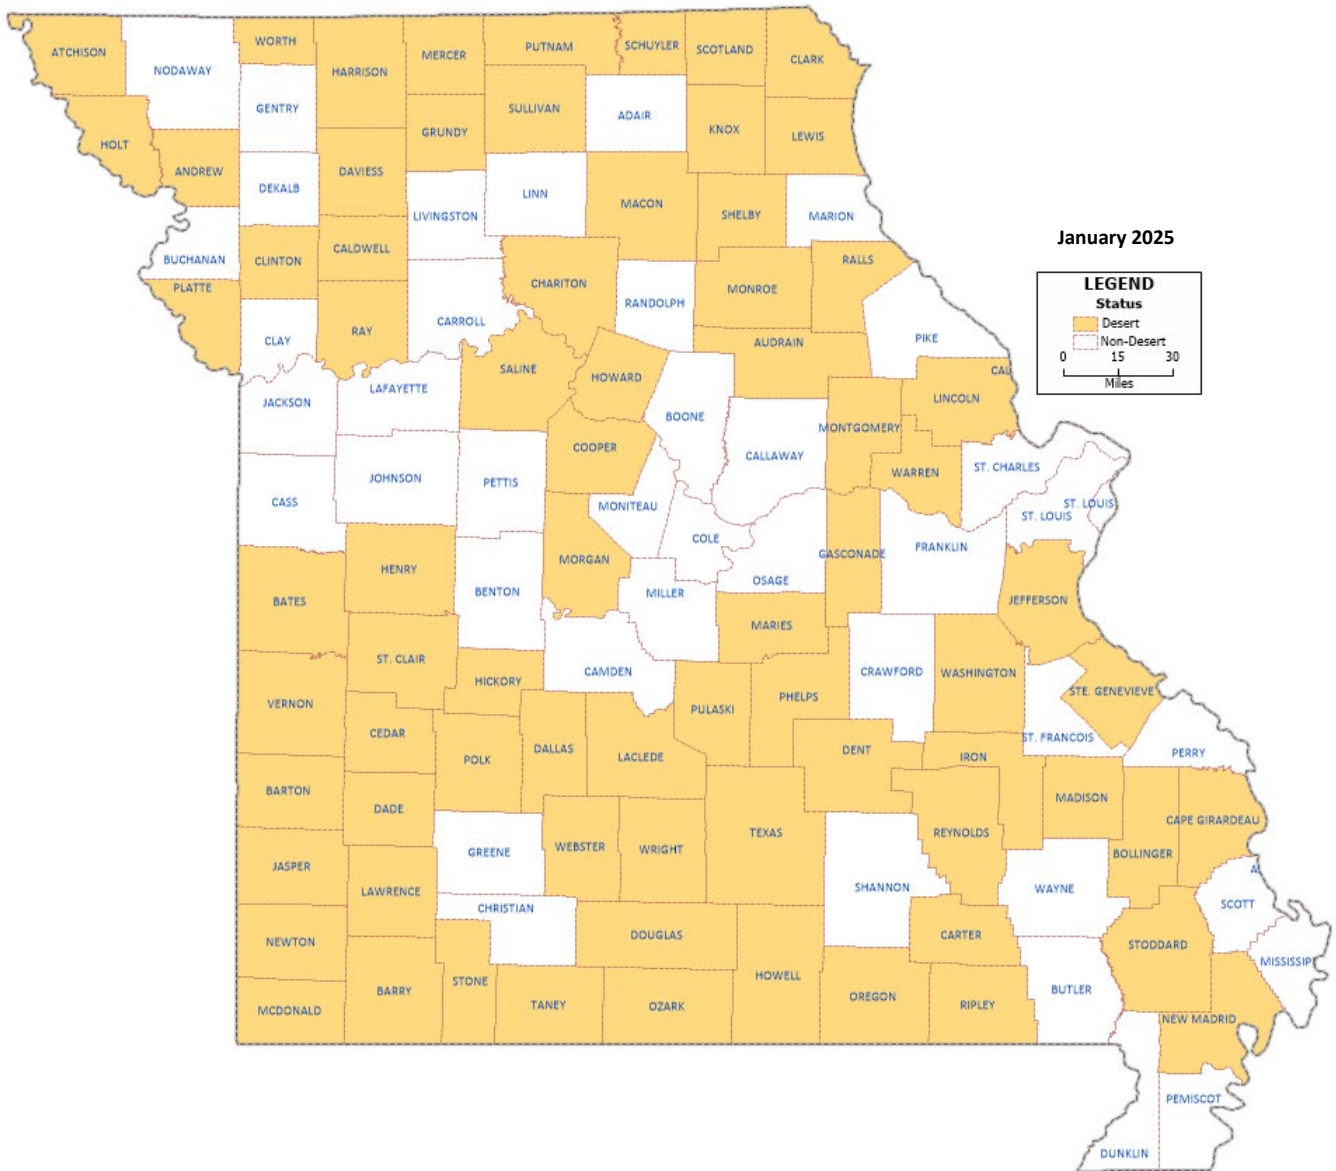 ATCHISON
NODAWAY
WORTH
HARRISON
MERCER
PUTNAM
SCHUYLER
SCOTLAND
CLARK
GENTRY
SULLIVAN
ADAIR
KNOX
LEWIS
GRUNDY
HOLT
ANDREW
DEKALB
DAVIESS
LIVINGSTON
LINN
MACON
SHELBY
MARION
BUCHANAN
CLINTON
CALDWELL
CHARITON
RANDOLPH
MONROE
RALLS
PLATTE
CLAY
RAY
CARROLL
AUDRAIN
PIKE
January 2025
LEGEND
Status
Desert
Non-Desert
0 15 30
Miles
JACKSON
LAFAYETTE
SALINE
HOWARD
BOONE
CAL
LINCOLN
MONTGOMERY
COOPER
CALLAWAY
WARREN
ST. CHARLES
CASS
JOHNSON
PETTIS
MONITEAU
COLE
ST. LOUIS
ST. LOUIS
GASCONADE
FRANKLIN
OSAGE
BATES
HENRY
BENTON
MORGAN
MILLER
JEFFERSON
MARIES
ST. CLAIR
HICKORY
CAMDEN
CRAWFORD
WASHINGTON
STE. GENEVIEVE
VERNON
PULASKI
PHELPS
CEDAR
POLK
DALLAS
LACLEDE
DENT
IRON
ST. FRANCOIS
PERRY
BARTON
DADE
TEXAS
REYNOLDS
MADISON
CAPE GIRARDEAU
JASPER
GREENE
WEBSTER
WRIGHT
BOLLINGER
LAWRENCE
CHRISTIAN
SHANNON
WAYNE
SCOTT
NEWTON
DOUGLAS
CARTER
STODDARD
MISSISSIP
BARRY
STONE
HOWELL
MCDONALD
TANEY
OZARK
OREGON
RIPLEY
BUTLER
NEW MADRID
PEMISCOT
DUNKLIN